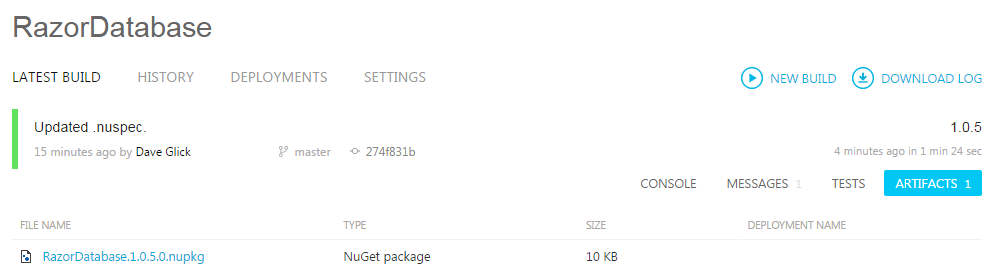 RazorDatabase
LATEST BUILD HISTORY DEPLOYMENTS SETTINGS NEW BUILD DOWNLOAD LOG
Updated .nuspec. 1.0.5
15 minutes ago by Dave Glick master 274f831b 4 minutes ago in 1 min 24 sec
CONSOLE MESSAGES 1 TESTS ARTIFACTS 1
FILE NAME TYPE SIZE DEPLOYMENT NAME
RazorDatabase.1.0.5.0.nupkg NuGet package 10 KB